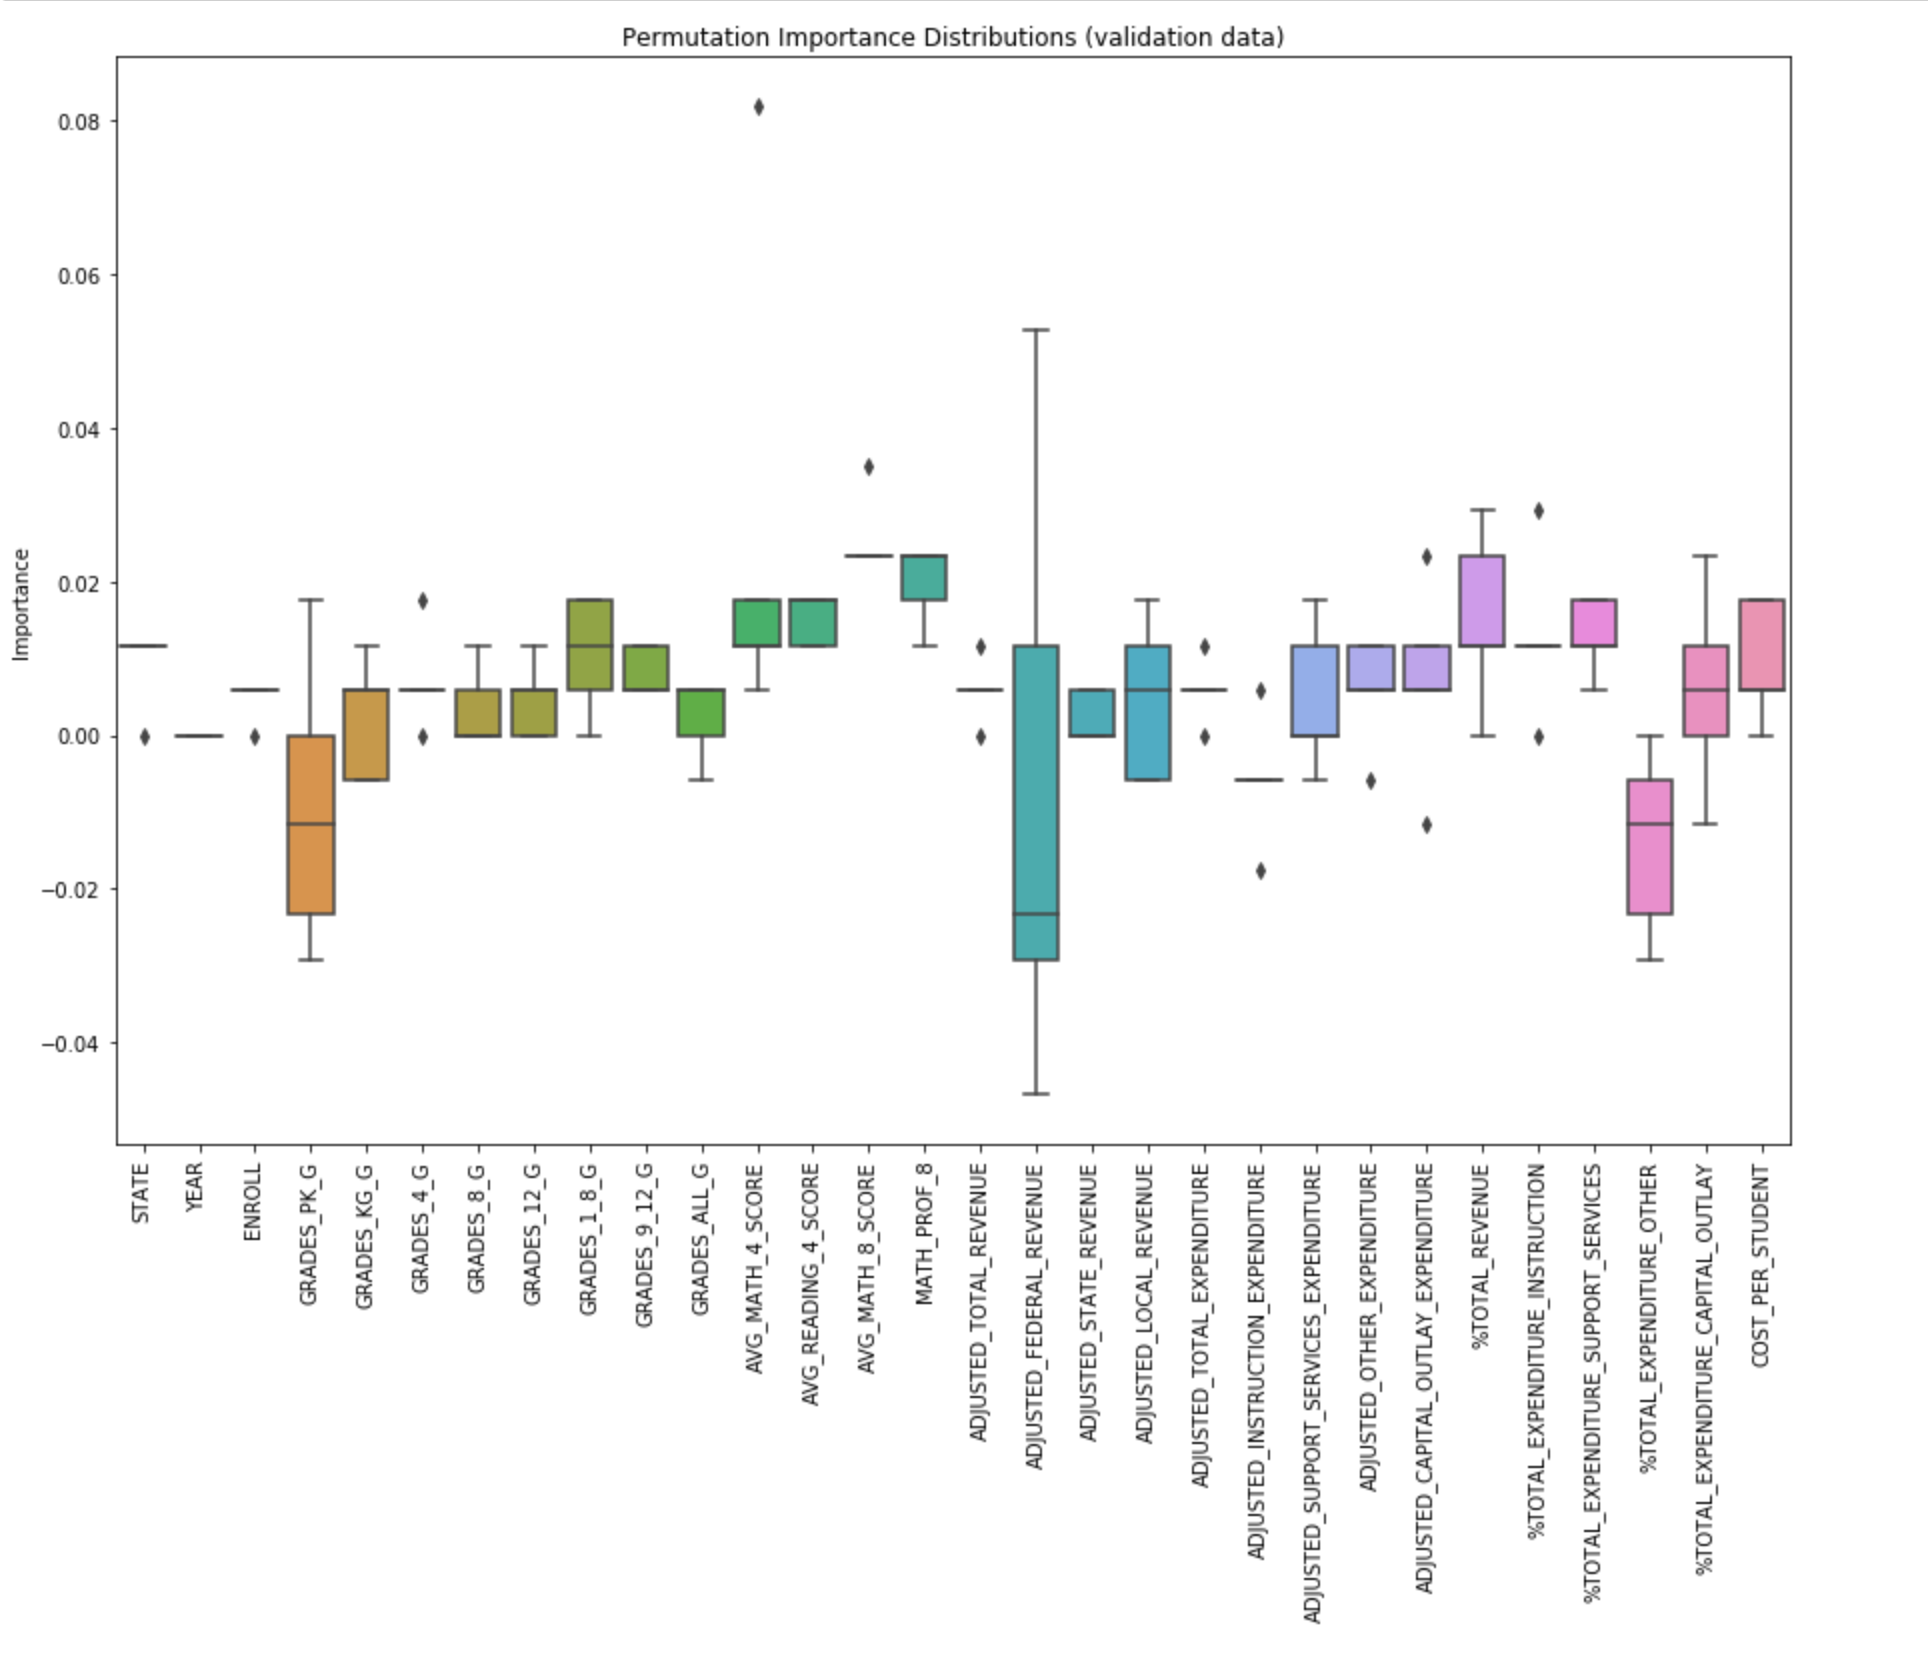 Permutation Importance Distributions (validation data)
Importance
0.08
0.06
0.04
0.02
0.00
−0.02
−0.04
STATE
YEAR
ENROLL
GRADES_PK_G
GRADES_KG_G
GRADES_4_G
GRADES_8_G
GRADES_12_G
GRADES_1_8_G
GRADES_9_12_G
GRADES_ALL_G
AVG_MATH_4_SCORE
AVG_READING_4_SCORE
AVG_MATH_8_SCORE
MATH_PROF_8
ADJUSTED_TOTAL_REVENUE
ADJUSTED_FEDERAL_REVENUE
ADJUSTED_STATE_REVENUE
ADJUSTED_LOCAL_REVENUE
ADJUSTED_TOTAL_EXPENDITURE
ADJUSTED_INSTRUCTION_EXPENDITURE
ADJUSTED_SUPPORT_SERVICES_EXPENDITURE
ADJUSTED_OTHER_EXPENDITURE
ADJUSTED_CAPITAL_OUTLAY_EXPENDITURE
%TOTAL_REVENUE
%TOTAL_EXPENDITURE_INSTRUCTION
%TOTAL_EXPENDITURE_SUPPORT_SERVICES
%TOTAL_EXPENDITURE_OTHER
%TOTAL_EXPENDITURE_CAPITAL_OUTLAY
COST_PER_STUDENT